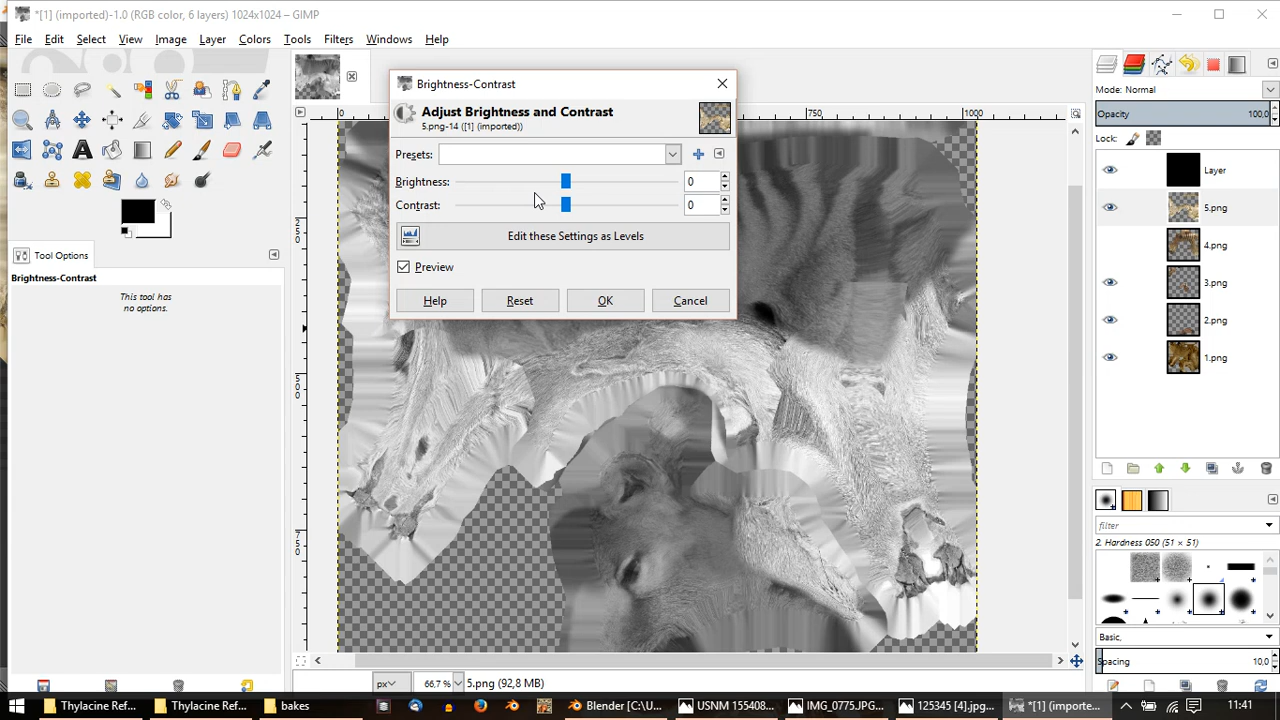 *[1] (imported)-1.0 (RGB color, 6 layers) 1024x1024 – GIMP
File Edit Select View Image Layer Colors Tools Filters Windows Help
Brightness-Contrast
Adjust Brightness and Contrast
5.png-14 ([1] (imported))
Presets:
Brightness: 0
Contrast: 0
Edit these Settings as Levels
Preview
Help Reset OK Cancel
0 750 1000
250
500
750
Tool Options
Brightness-Contrast
This tool has
no options.
Mode: Normal
Opacity 100,0
Lock:
Layer
5.png
4.png
3.png
2.png
1.png
filter
2. Hardness 050 (51 × 51)
Basic,
Spacing 10,0
px 66,7 % 5.png (92,8 MB)
Thylacine Ref... Thylacine Ref... bakes Blender [C:\U... USNM 155408... IMG_0775.JPG... 125345 [4].jpg... *[1] (importe... 11:41